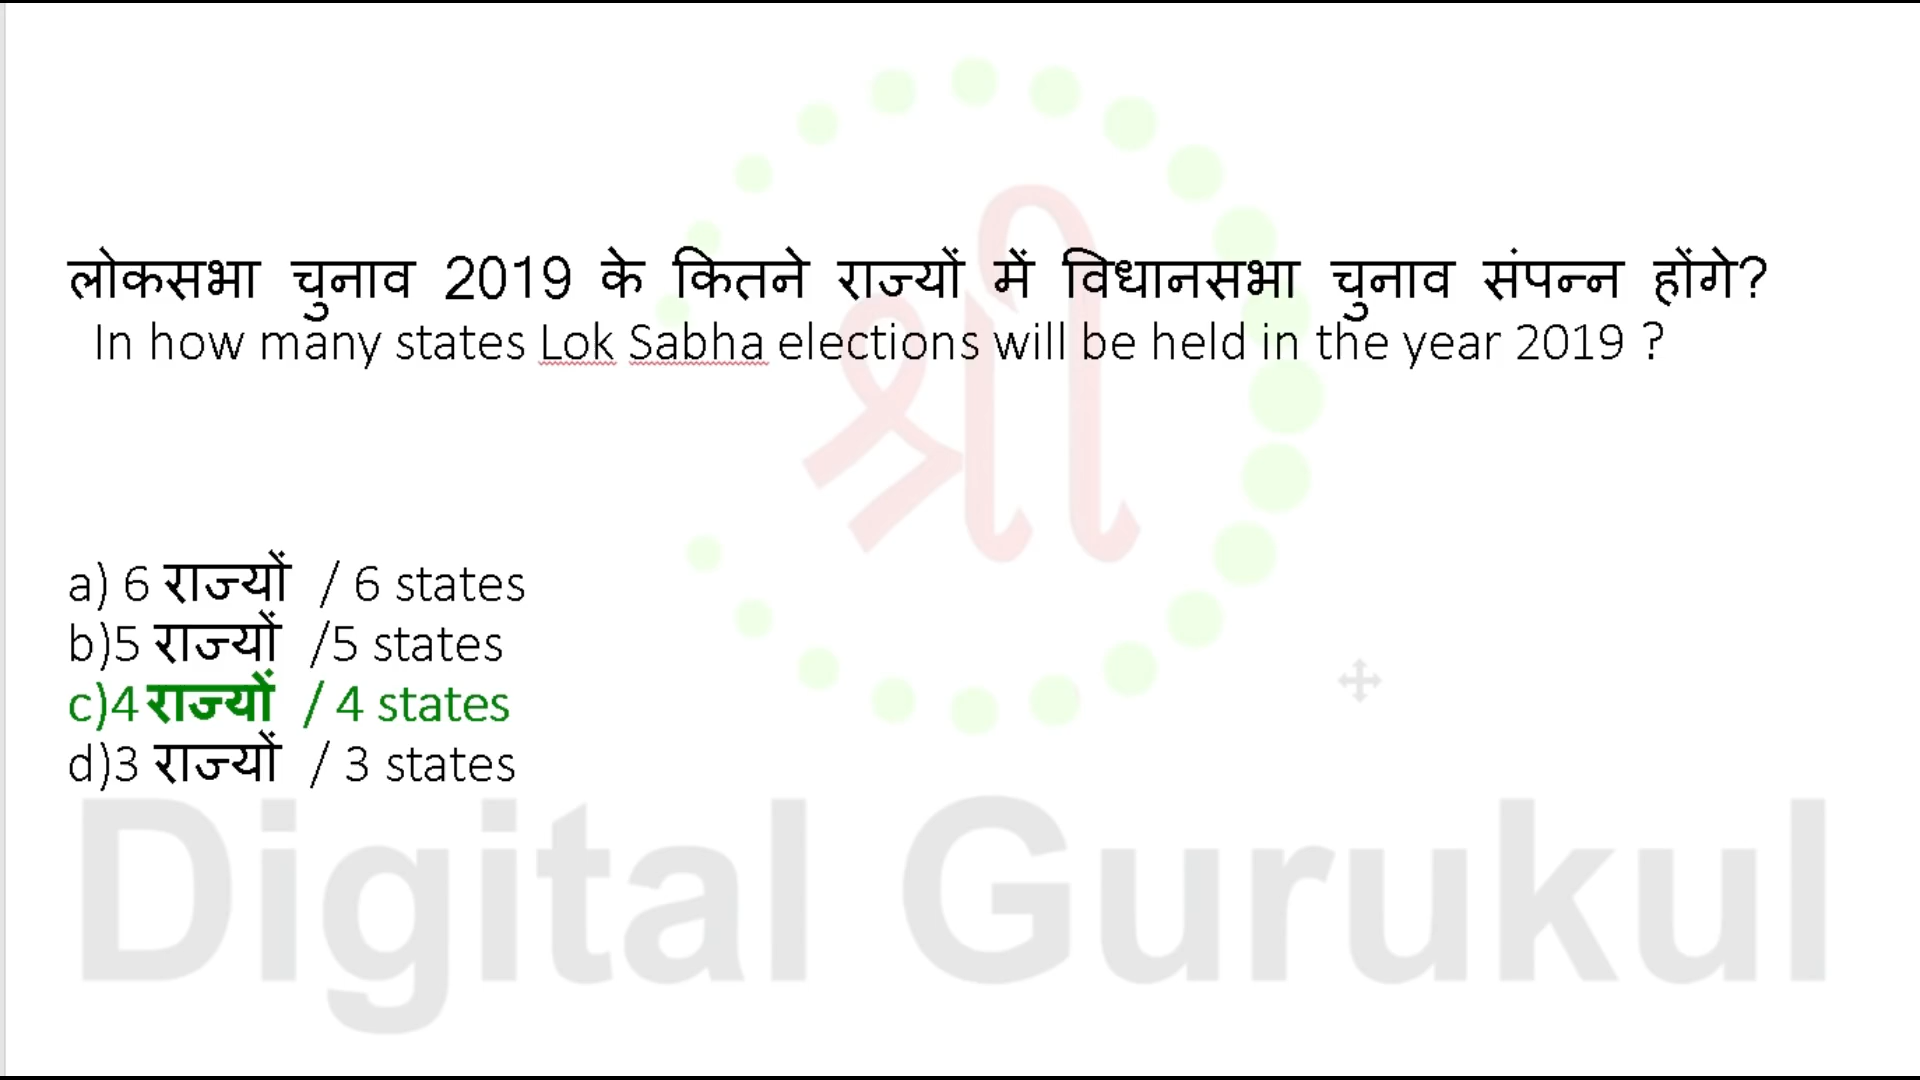 लोकसभा चुनाव 2019 के कितने राज्यों में विधानसभा चुनाव संपन्न होंगे?
In how many states Lok Sabha elections will be held in the year 2019 ?
श्री
a) 6 राज्यों / 6 states
b)5 राज्यों /5 states
c)4 राज्यों / 4 states
d)3 राज्यों / 3 states
Digital Gurukul